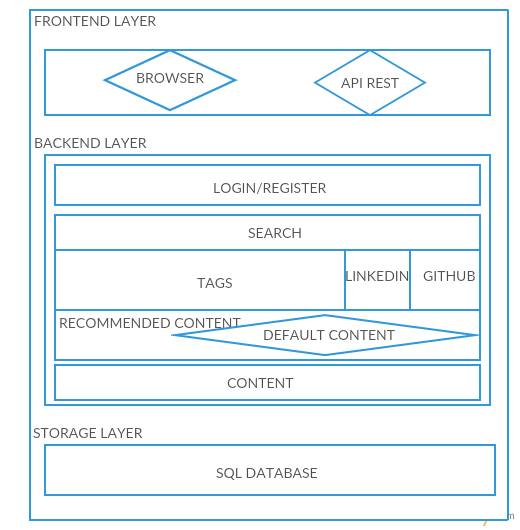 FRONTEND LAYER
BROWSER
API REST
BACKEND LAYER
LOGIN/REGISTER
SEARCH
TAGS
LINKEDIN
GITHUB
RECOMMENDED CONTENT
DEFAULT CONTENT
CONTENT
STORAGE LAYER
SQL DATABASE